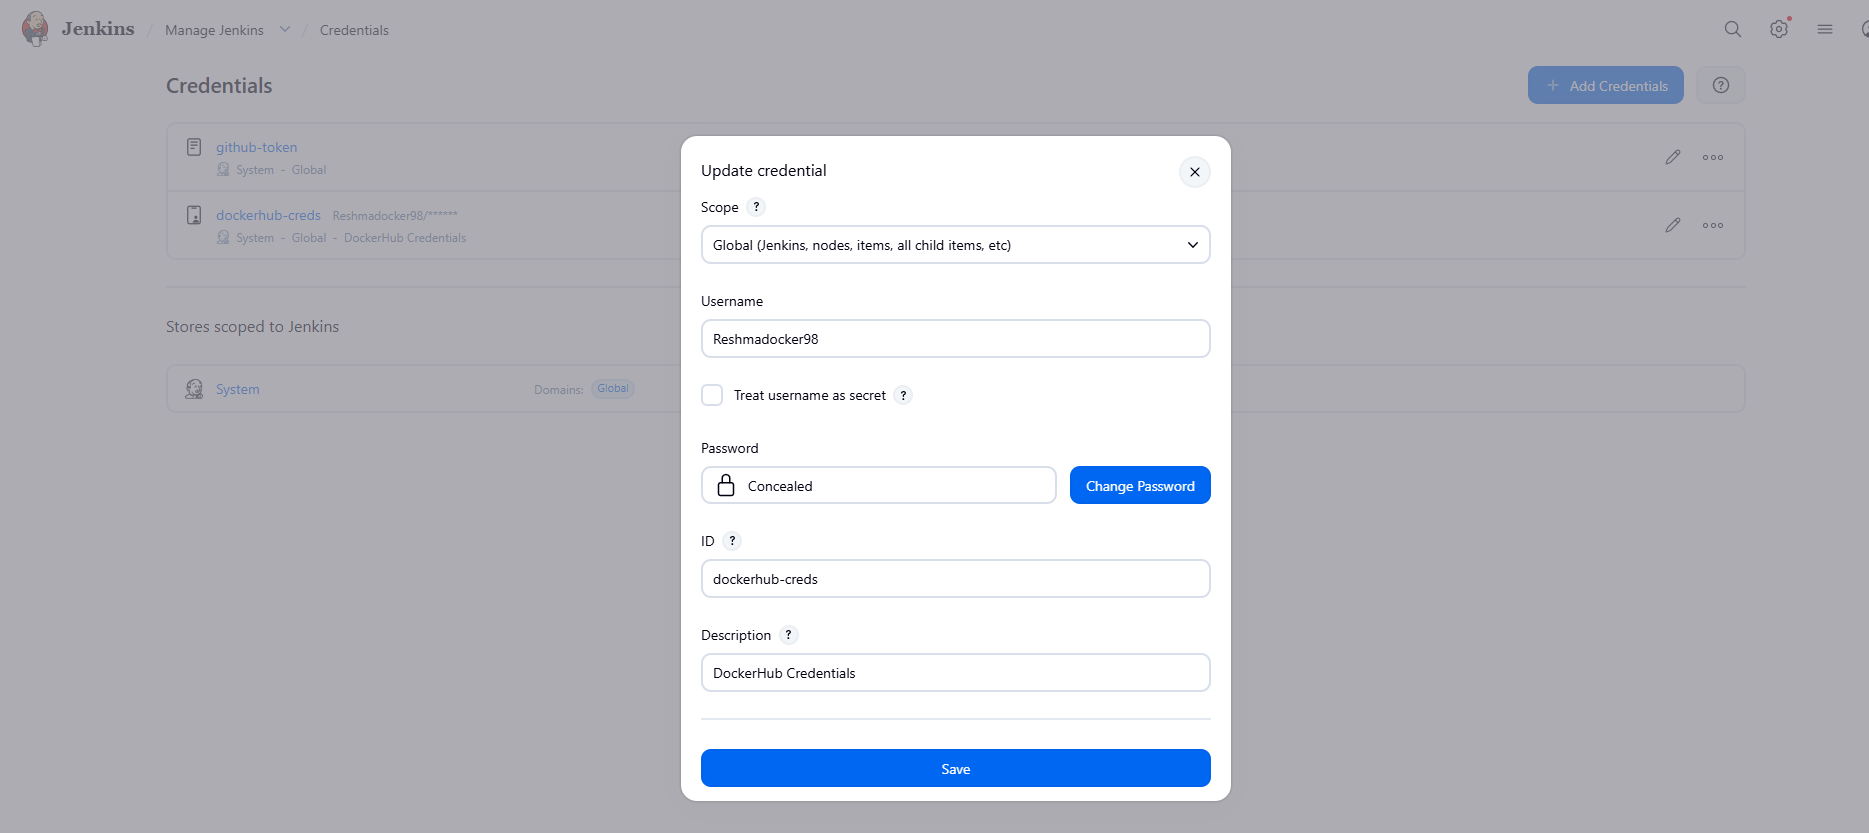 Jenkins / Manage Jenkins / Credentials
Credentials
+ Add Credentials
?
github-token
System - Global
dockerhub-creds Reshmadocker98/******
System - Global - DockerHub Credentials
Stores scoped to Jenkins
System Domains: Global
Update credential
Scope ?
Global (Jenkins, nodes, items, all child items, etc)
Username
Reshmadocker98
Treat username as secret ?
Password
Concealed Change Password
ID ?
dockerhub-creds
Description ?
DockerHub Credentials
Save